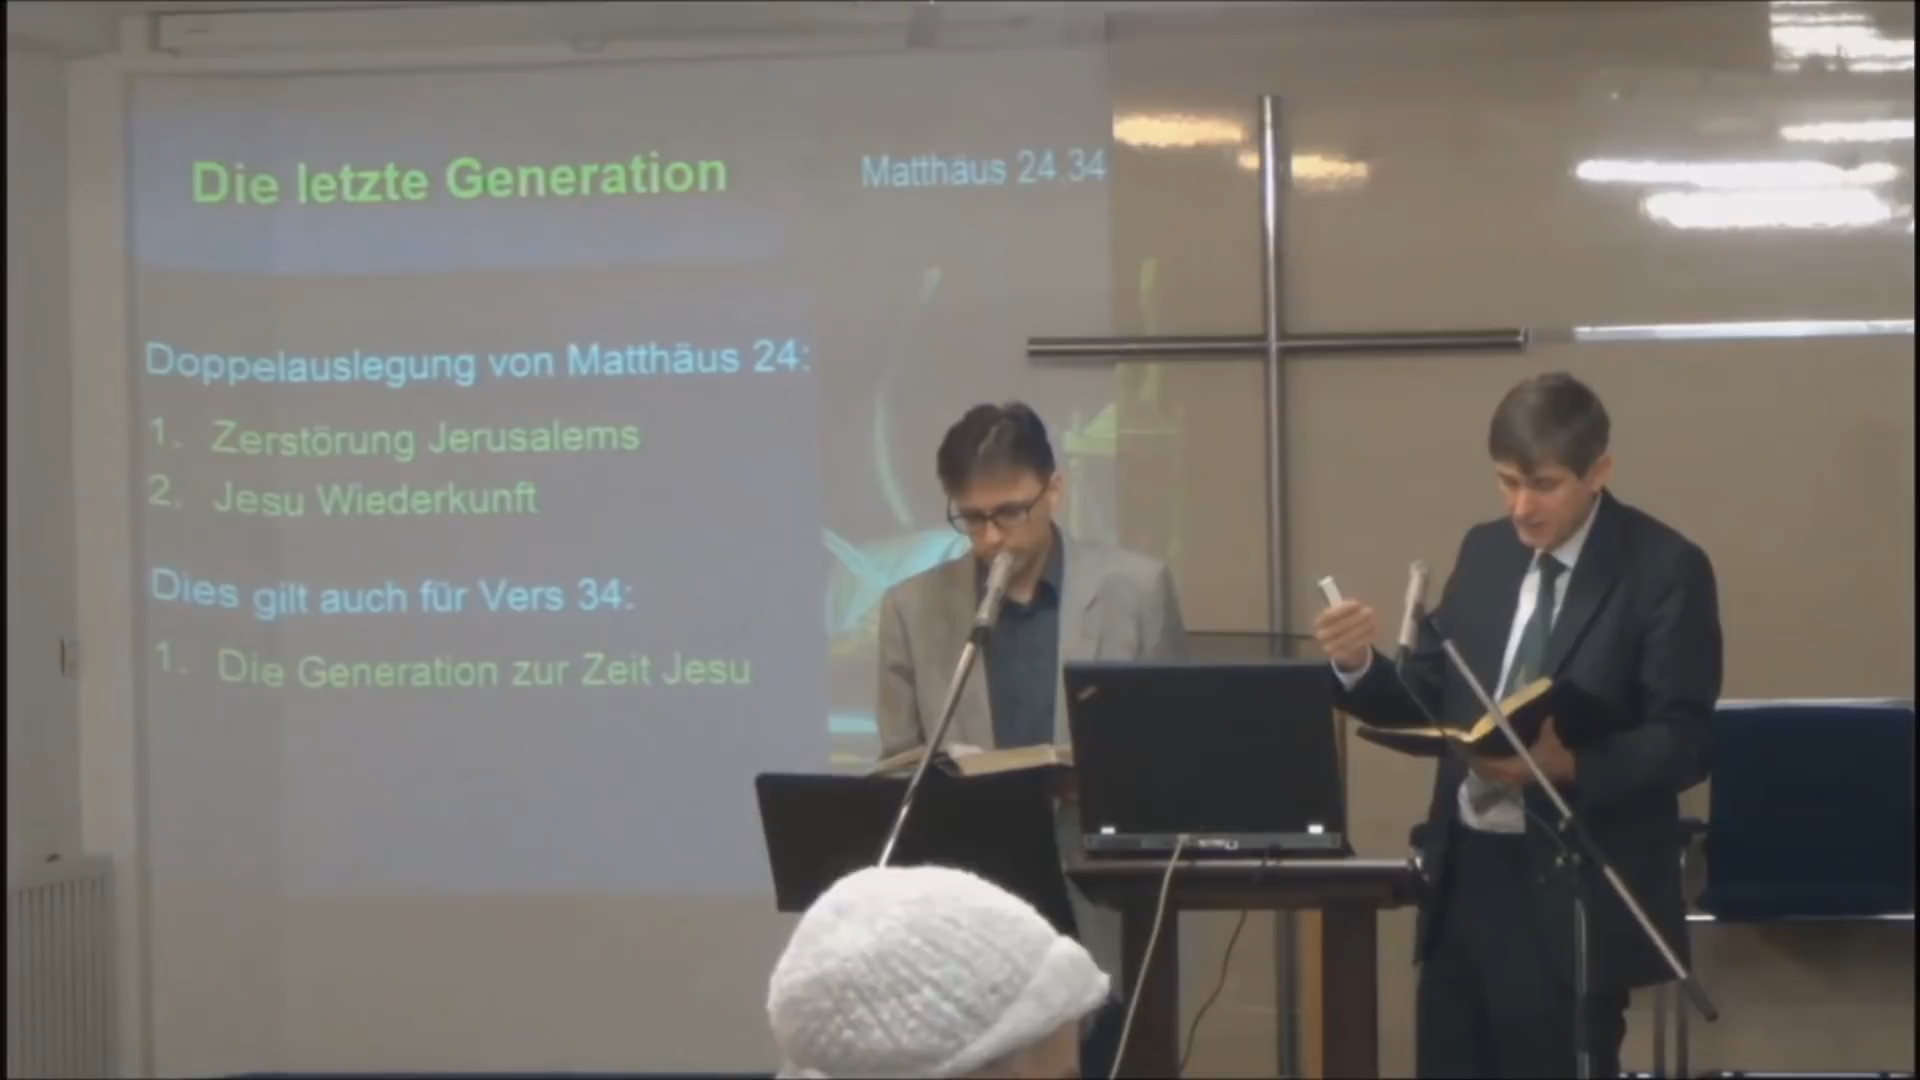 Die letzte Generation
Matthäus 24,34
Doppelauslegung von Matthäus 24:
1. Zerstörung Jerusalems
2. Jesu Wiederkunft
Dies gilt auch für Vers 34:
1. Die Generation zur Zeit Jesu